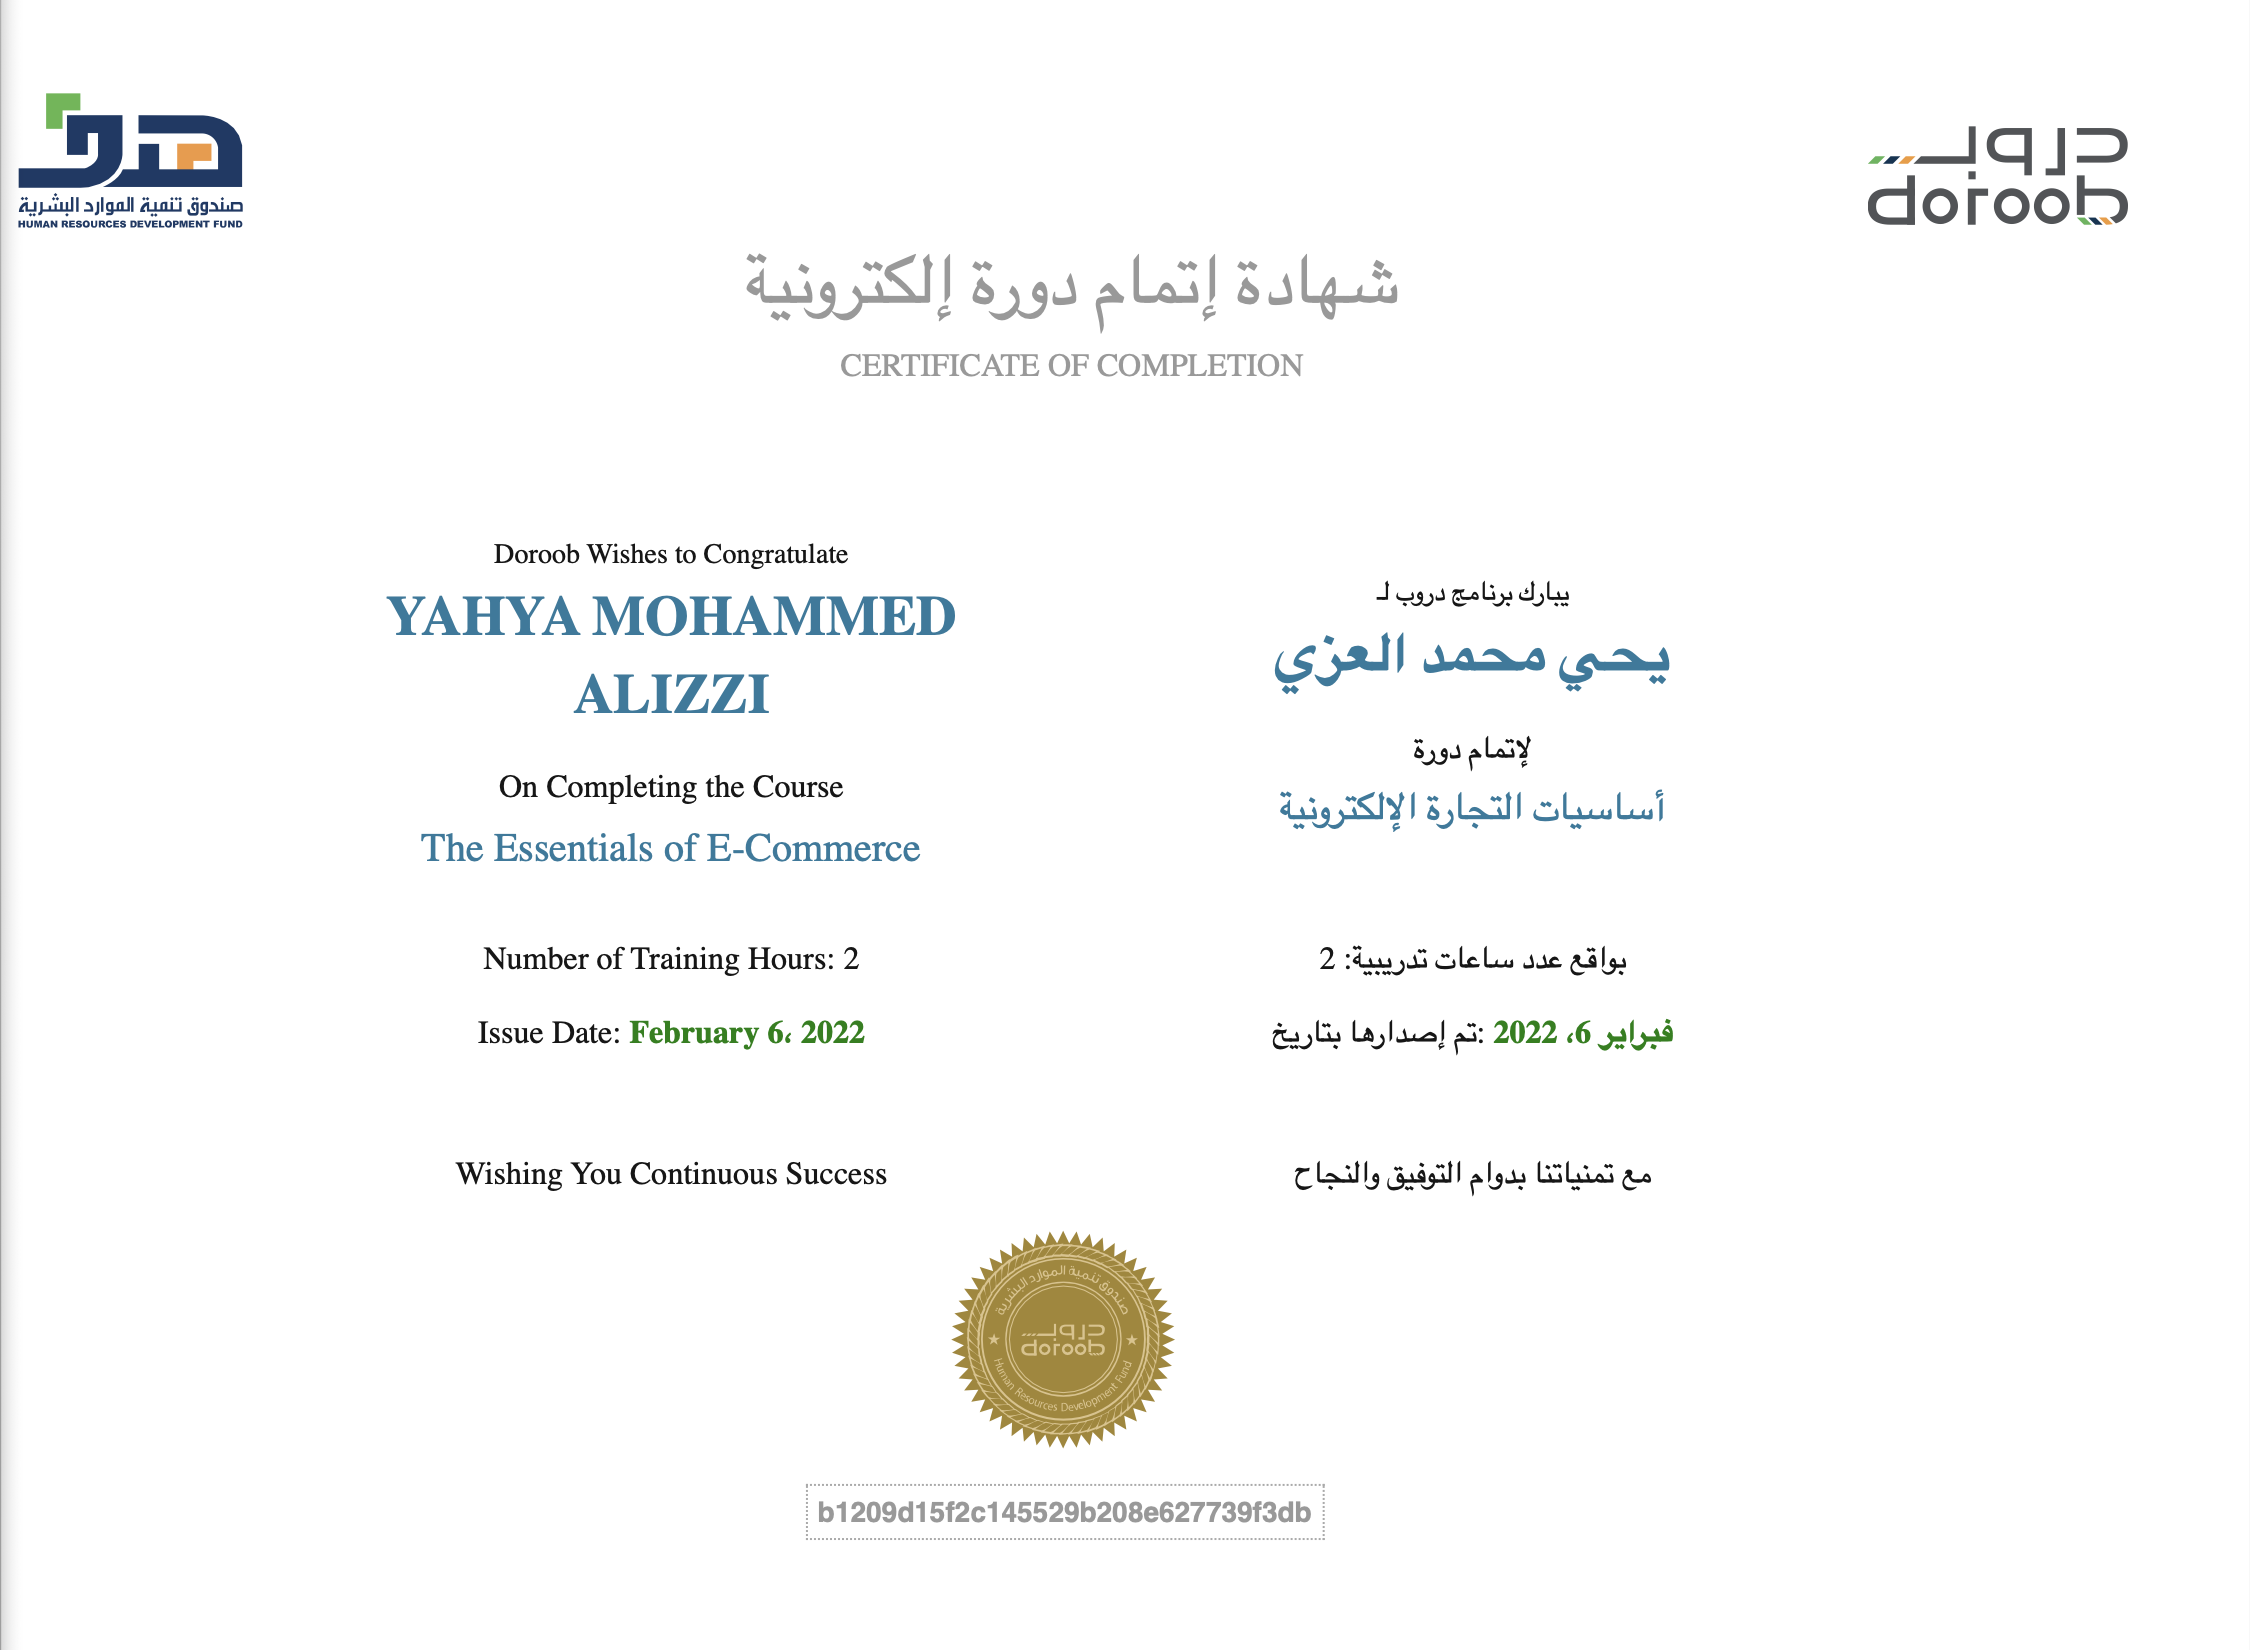 هدف
صندوق تنمية الموارد البشرية
HUMAN RESOURCES DEVELOPMENT FUND
دروب
doroob
شهادة إتمام دورة إلكترونية
CERTIFICATE OF COMPLETION
Doroob Wishes to Congratulate
YAHYA MOHAMMED
ALIZZI
On Completing the Course
The Essentials of E-Commerce
Number of Training Hours: 2
Issue Date: February 6، 2022
Wishing You Continuous Success
يبارك برنامج دروب لـ
يحي محمد العزي
لإتمام دورة
أساسيات التجارة الإلكترونية
بواقع عدد ساعات تدريبية: 2
تم إصدارها بتاريخ: فبراير 6، 2022
مع تمنياتنا بدوام التوفيق والنجاح
صندوق تنمية الموارد البشرية
دروب
doroob
Human Resources Development Fund
b1209d15f2c145529b208e627739f3db